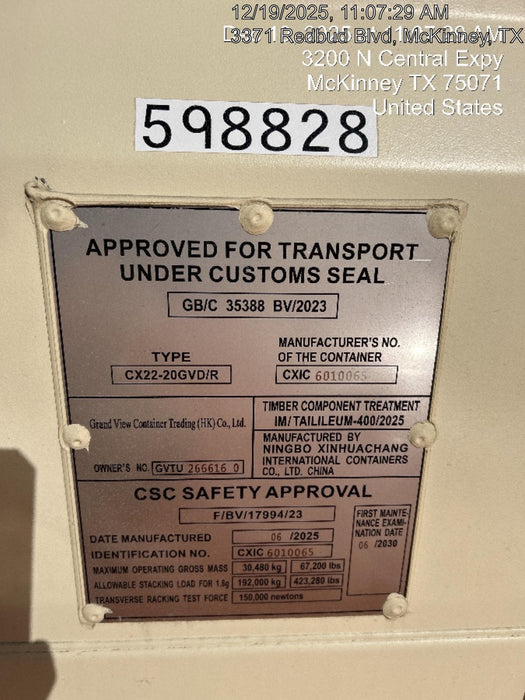 12/19/2025, 11:07:29 AM
3371 Redbud Blvd, McKinney, TX
3200 N Central Expy
McKinney TX 75071
United States
598828
APPROVED FOR TRANSPORT
UNDER CUSTOMS SEAL
GB/C 35388 BV/2023
TYPE
CX22-20GVD/R
MANUFACTURER'S NO.
OF THE CONTAINER
CXIC 6010065
Grand View Container Trading (HK) Co., Ltd.
OWNER'S NO. GVTU 266616 0
TIMBER COMPONENT TREATMENT
IM/TAILILEUM-400/2025
MANUFACTURED BY
NINGBO XINHUACHANG
INTERNATIONAL CONTAINERS
CO., LTD. CHINA
CSC SAFETY APPROVAL
F/BV/17994/23
DATE MANUFACTURED 06 /2025
IDENTIFICATION NO. CXIC 6010065
MAXIMUM OPERATING GROSS MASS 30,480 kg 67,200 lbs
ALLOWABLE STACKING LOAD FOR 1.8g 192,000 kg 423,280 lbs
TRANSVERSE RACKING TEST FORCE 150,000 newtons
FIRST MAINTE-
NANCE EXAMI-
NATION DATE
06 /2030